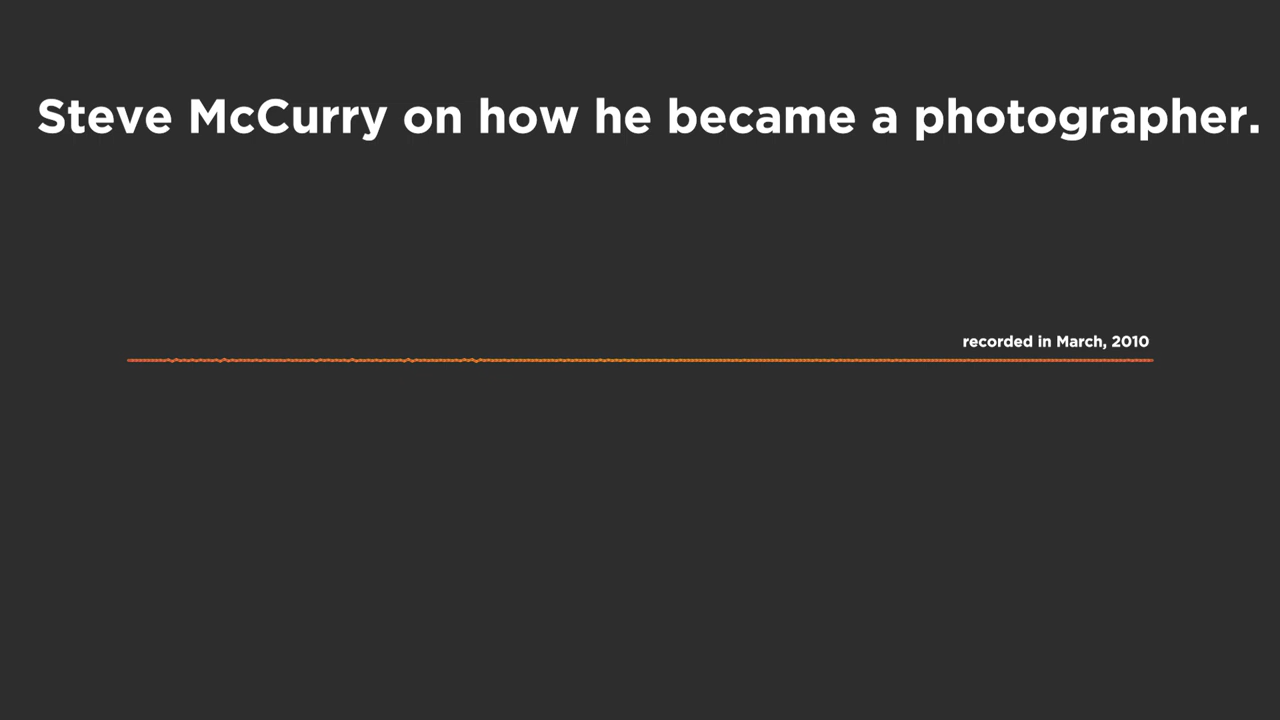 Steve McCurry on how he became a photographer.
recorded in March, 2010